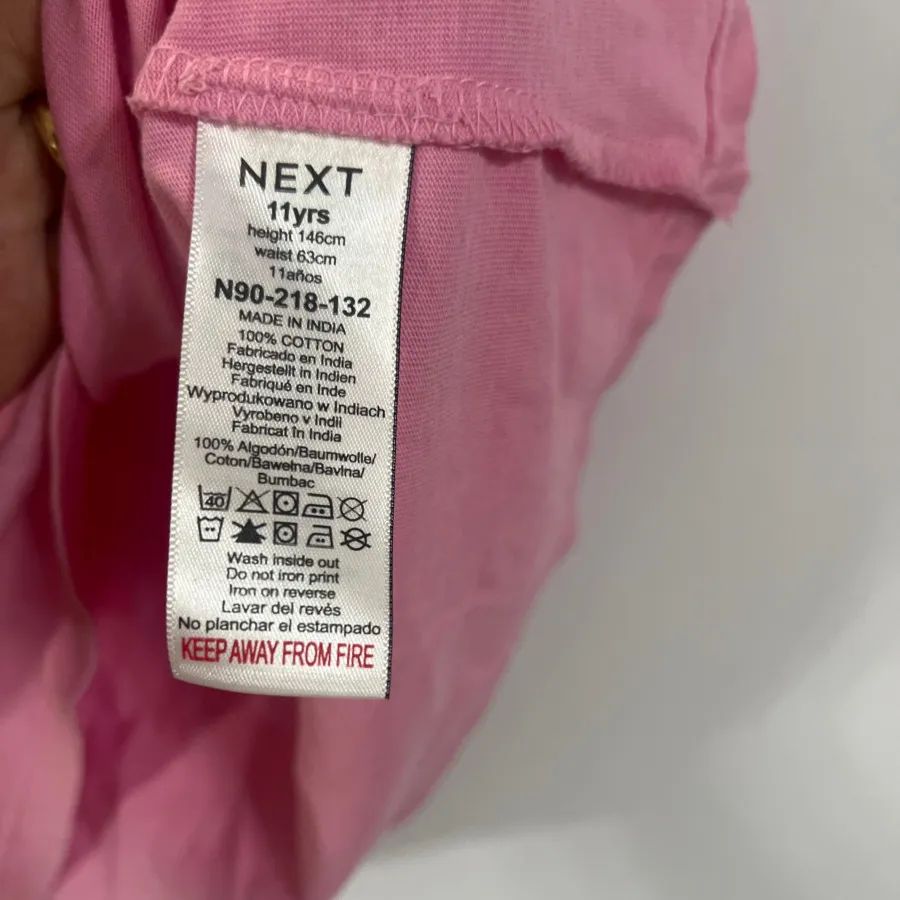 NEXT
11yrs
height 146cm
waist 63cm
11años
N90-218-132
MADE IN INDIA
100% COTTON
Fabricado en India
Hergestellt in Indien
Fabriqué en Inde
Wyprodukowano w Indiach
Vyrobeno v Indii
Fabricat în India
100% Algodón/Baumwolle/
Coton/Bawełna/Bavlna/
Bumbac
40
Wash inside out
Do not iron print
Iron on reverse
Lavar del revés
No planchar el estampado
KEEP AWAY FROM FIRE